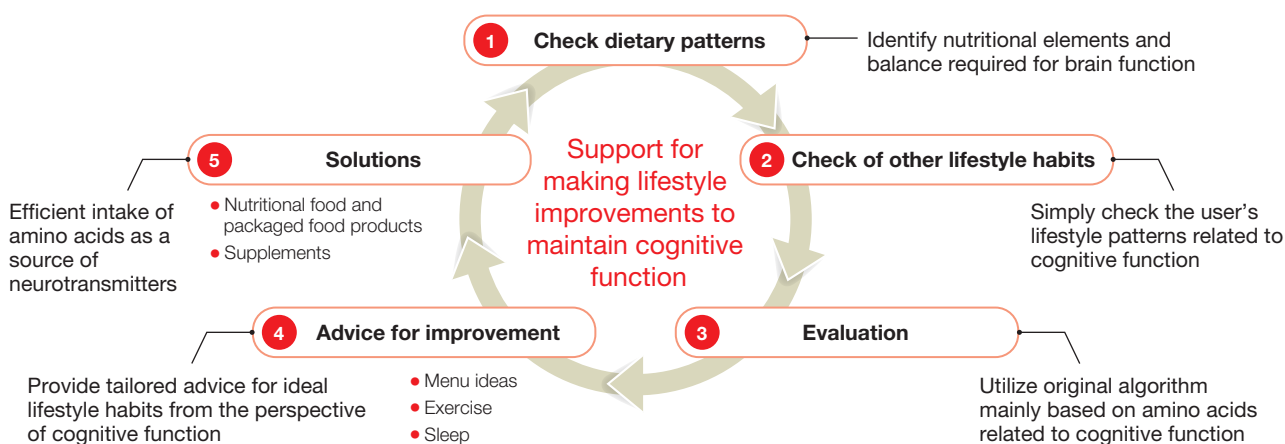 1 Check dietary patterns
Identify nutritional elements and
balance required for brain function
2 Check of other lifestyle habits
Simply check the user's
lifestyle patterns related to
cognitive function
3 Evaluation
Utilize original algorithm
mainly based on amino acids
related to cognitive function
4 Advice for improvement
Provide tailored advice for ideal
lifestyle habits from the perspective
of cognitive function
• Menu ideas
• Exercise
• Sleep
5 Solutions
• Nutritional food and
packaged food products
• Supplements
Efficient intake of
amino acids as a
source of
neurotransmitters
Support for
making lifestyle
improvements to
maintain cognitive
function